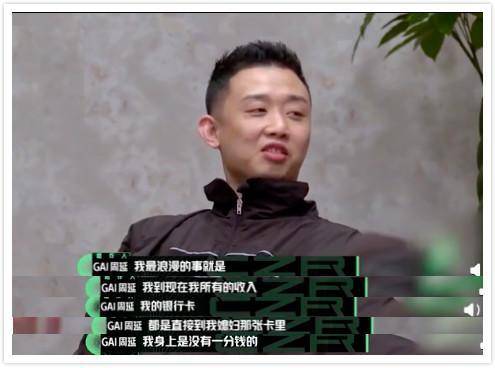 GAI周延 我最浪漫的事就是
GAI周延 我到现在我所有的收入
GAI周延 我的银行卡
GAI周延 都是直接到我媳妇那张卡里
GAI周延 我身上是没有一分钱的